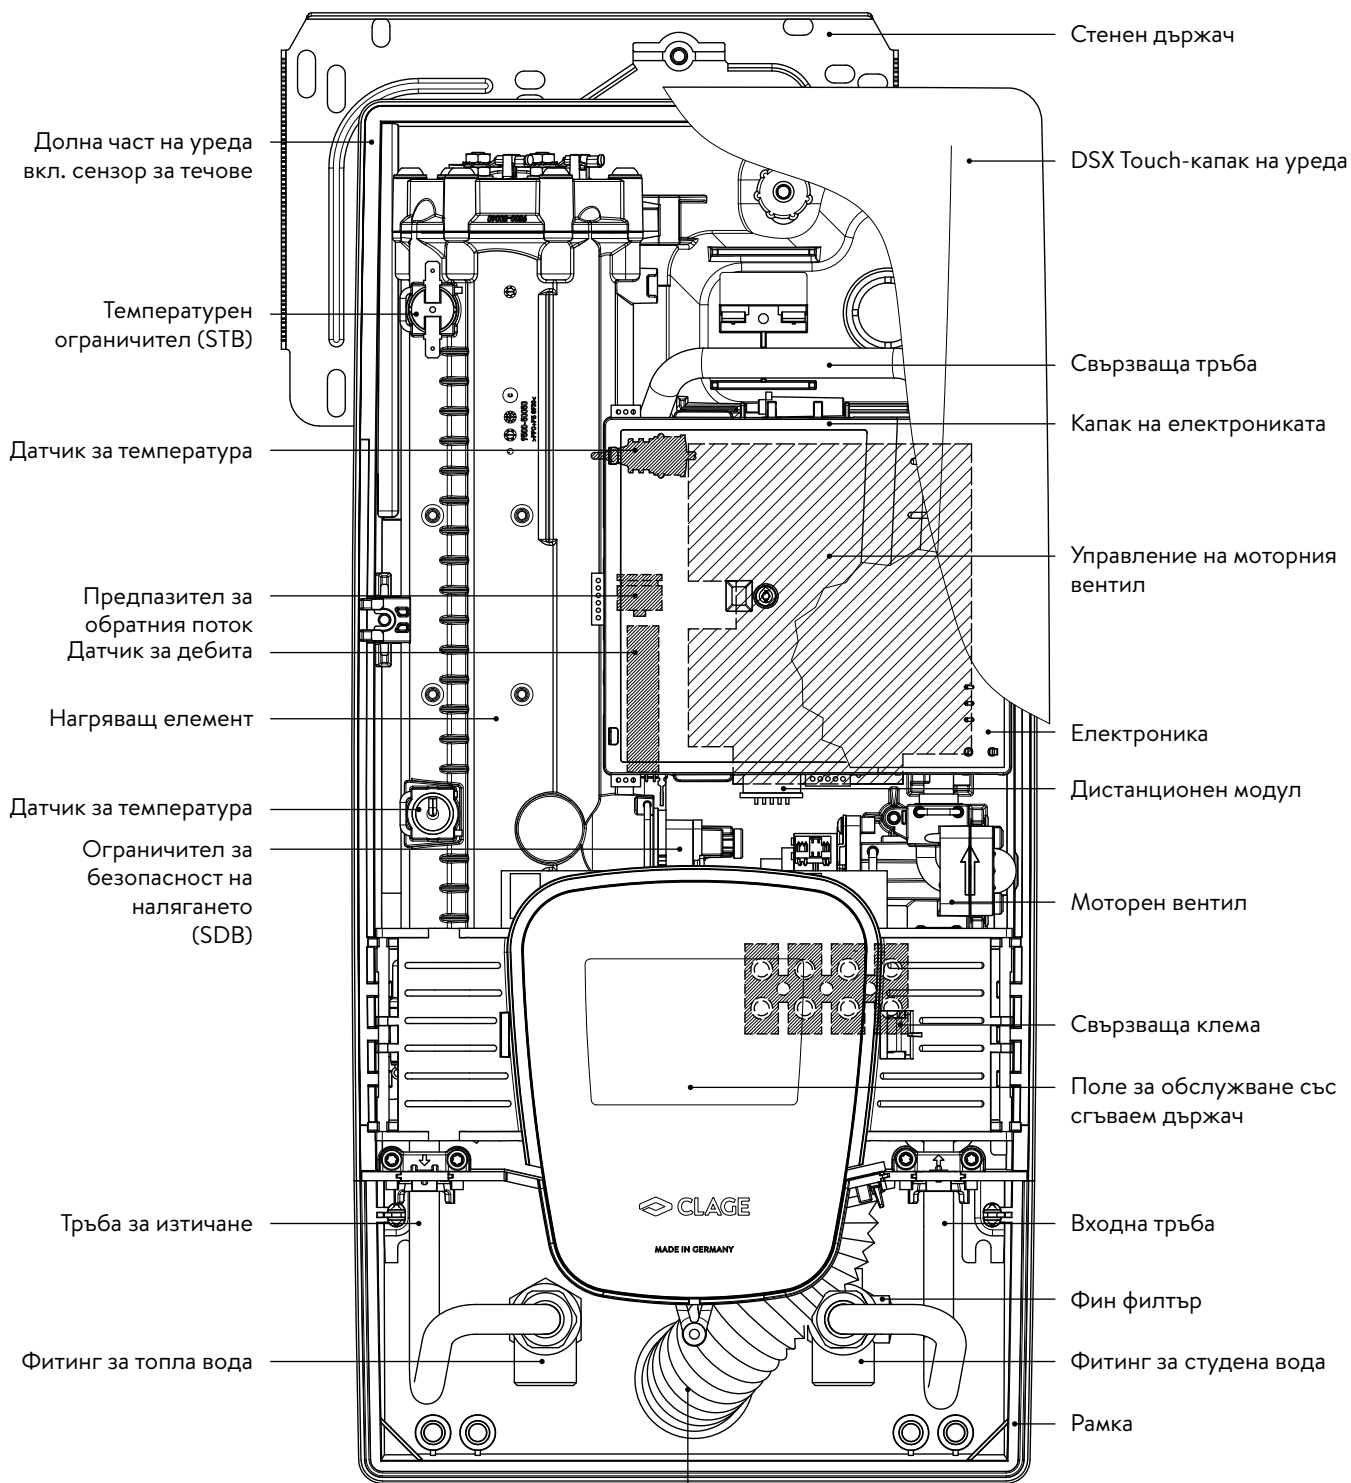 Стенен държач
Долна част на уреда
вкл. сензор за течове
DSX Touch-капак на уреда
Температурен
ограничител (STB)
Свързваща тръба
Капак на електрониката
Датчик за температура
Управление на моторния
вентил
Предпазител за
обратния поток
Датчик за дебита
Нагряващ елемент
Електроника
Дистанционен модул
Датчик за температура
Ограничител за
безопасност на
налягането
(SDB)
Моторен вентил
Свързваща клема
Поле за обслужване със
сгъваем държач
CLAGE
MADE IN GERMANY
Тръба за изтичане
Входна тръба
Фин филтър
Фитинг за топла вода
Фитинг за студена вода
Рамка